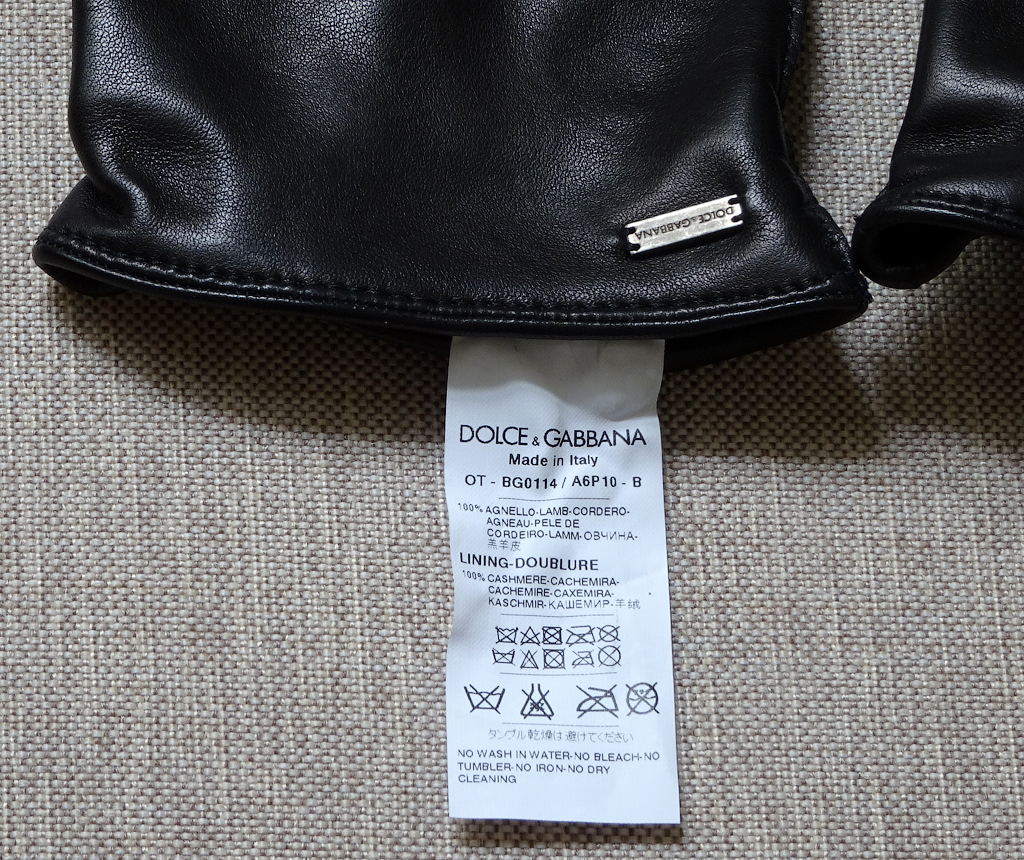 DOLCE & GABBANA
DOLCE & GABBANA
Made in Italy
OT - BG0114 / A6P10 - B
100% AGNELLO-LAMB-CORDERO-
AGNEAU-PELE DE
CORDEIRO-LAMM-ОВЧИНА-
羔羊皮
LINING-DOUBLURE
100% CASHMERE-CACHEMIRA-
CACHEMIRE-CAXEMIRA-
KASCHMIR-КАШЕМИР-羊绒
タンブル乾燥は避けてください
NO WASH IN WATER-NO BLEACH-NO
TUMBLER-NO IRON-NO DRY
CLEANING